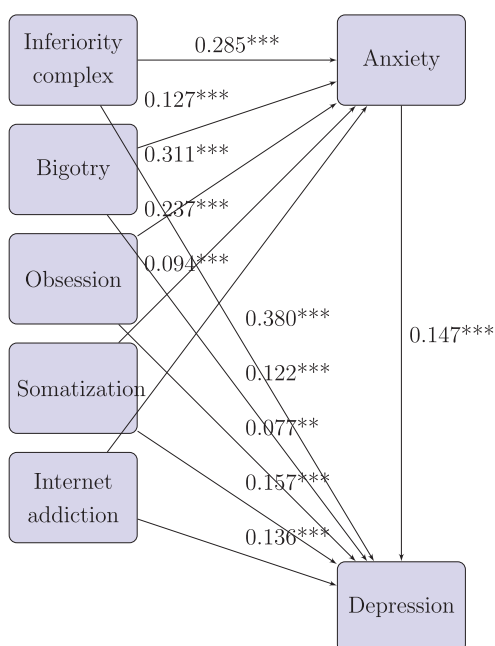 Inferiority
complex
0.285***
Anxiety
0.127***
Bigotry
0.311***
0.237***
Obsession
0.094***
0.380***
0.147***
0.122***
Somatization
0.077**
0.157***
Internet
addiction
0.136***
Depression